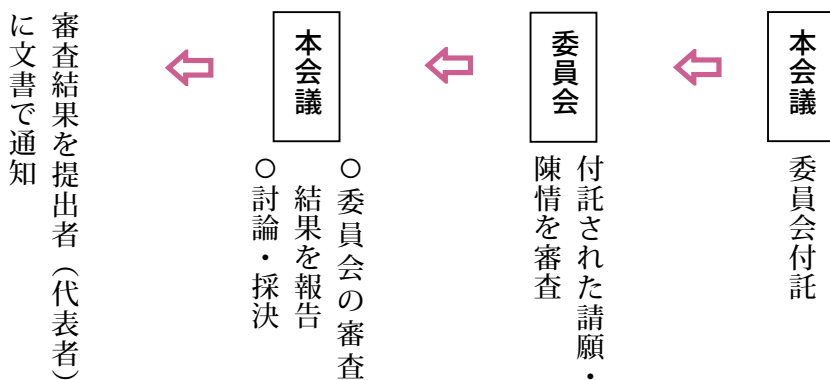 本会議
委員会付託
委員会
付託された請願・
陳情を審査
本会議
○委員会の審査
結果を報告
○討論・採決
審査結果を提出者（代表者）
に文書で通知